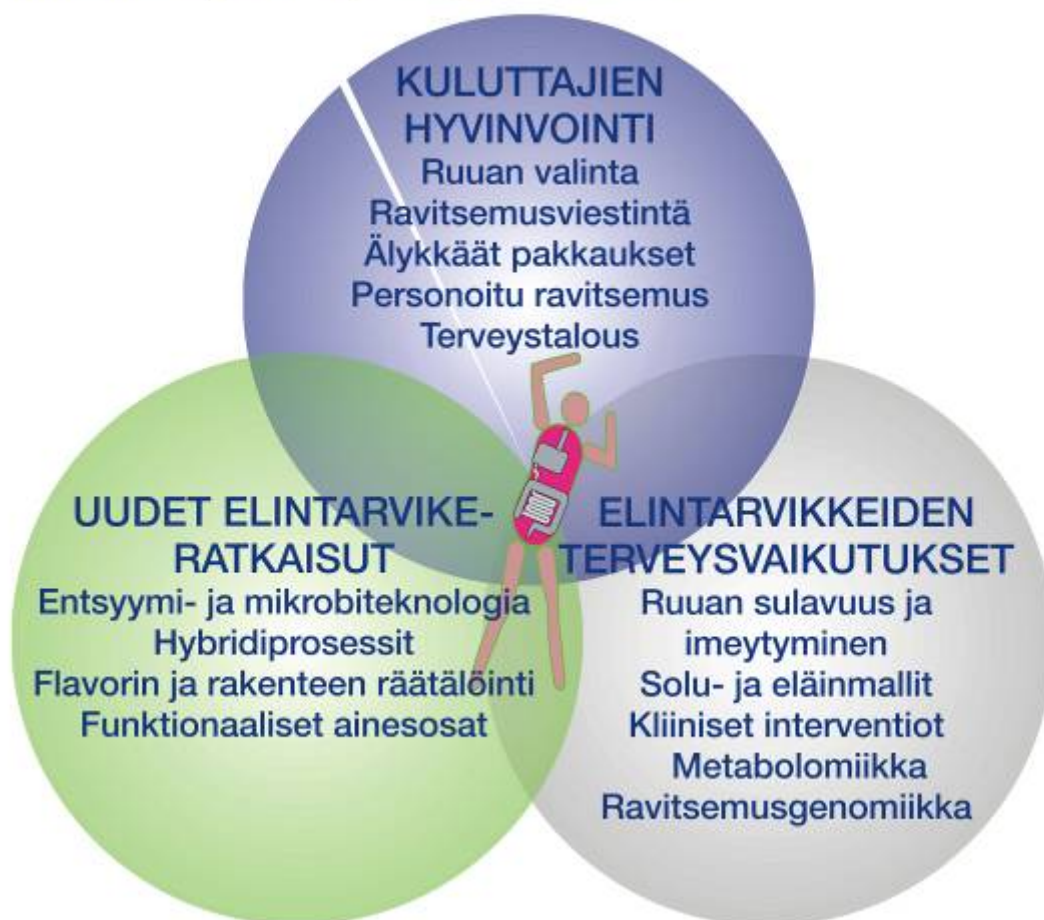 KULUTTAJIEN
HYVINVOINTI
Ruuan valinta
Ravitsemusviestintä
Älykkäät pakkaukset
Personoitu ravitsemus
Terveystalous
UUDET ELINTARVIKE-
RATKAISUT
Entsyymi- ja mikrobiteknologia
Hybridiprosessit
Flavorin ja rakenteen räätälöinti
Funktionaaliset ainesosat
ELINTARVIKKEIDEN
TERVEYSVAIKUTUKSET
Ruuan sulavuus ja
imeytyminen
Solu- ja eläinmallit
Kliiniset interventiot
Metabolomiikka
Ravitsemusgenomiikka